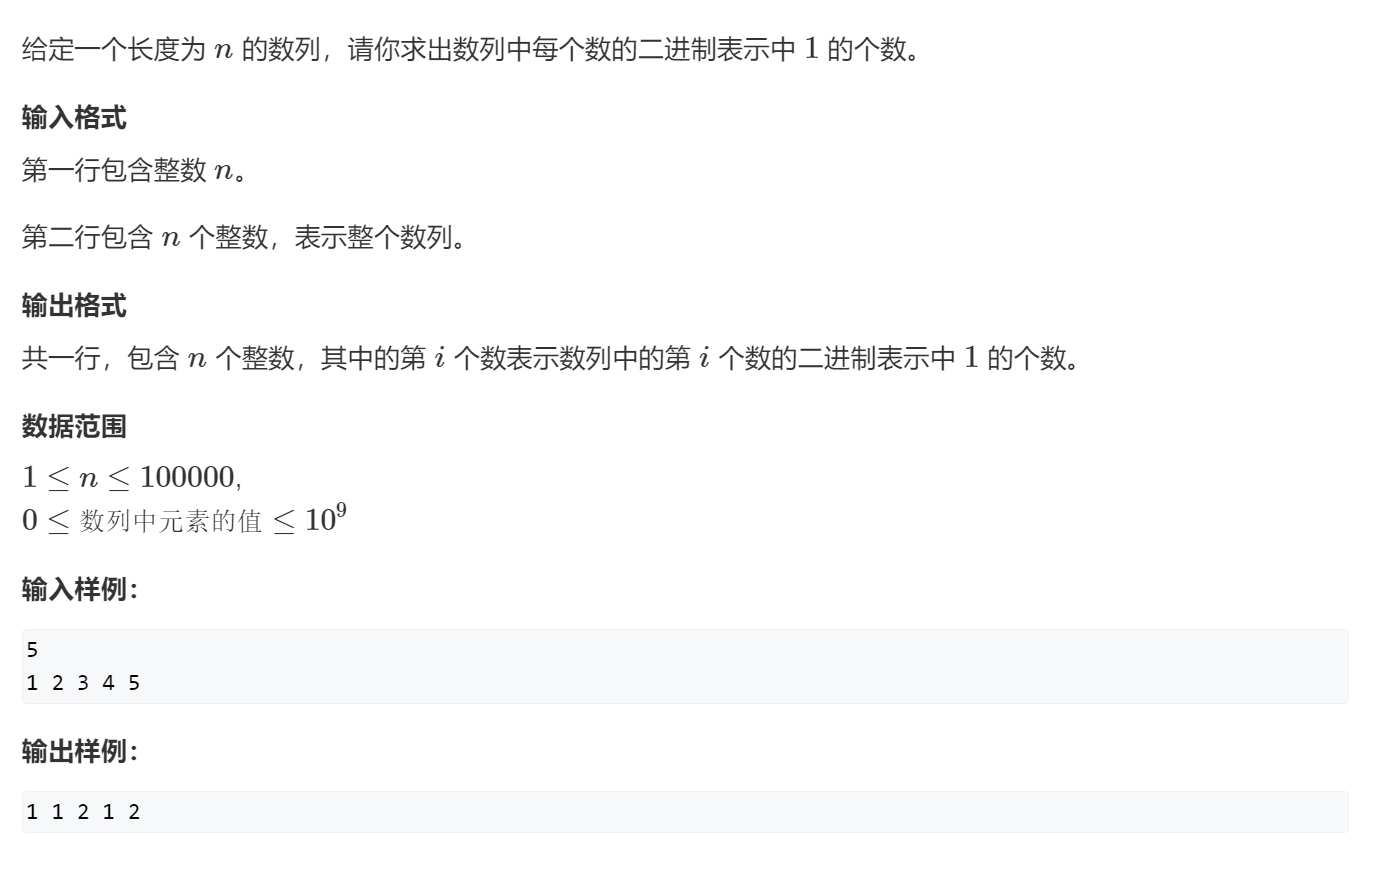 给定一个长度为 n 的数列，请你求出数列中每个数的二进制表示中 1 的个数。
输入格式
第一行包含整数 n。
第二行包含 n 个整数，表示整个数列。
输出格式
共一行，包含 n 个整数，其中的第 i 个数表示数列中的第 i 个数的二进制表示中 1 的个数。
数据范围
1 ≤ n ≤ 100000,
0 ≤ 数列中元素的值 ≤ 10⁹
输入样例：
5
1 2 3 4 5
输出样例：
1 1 2 1 2